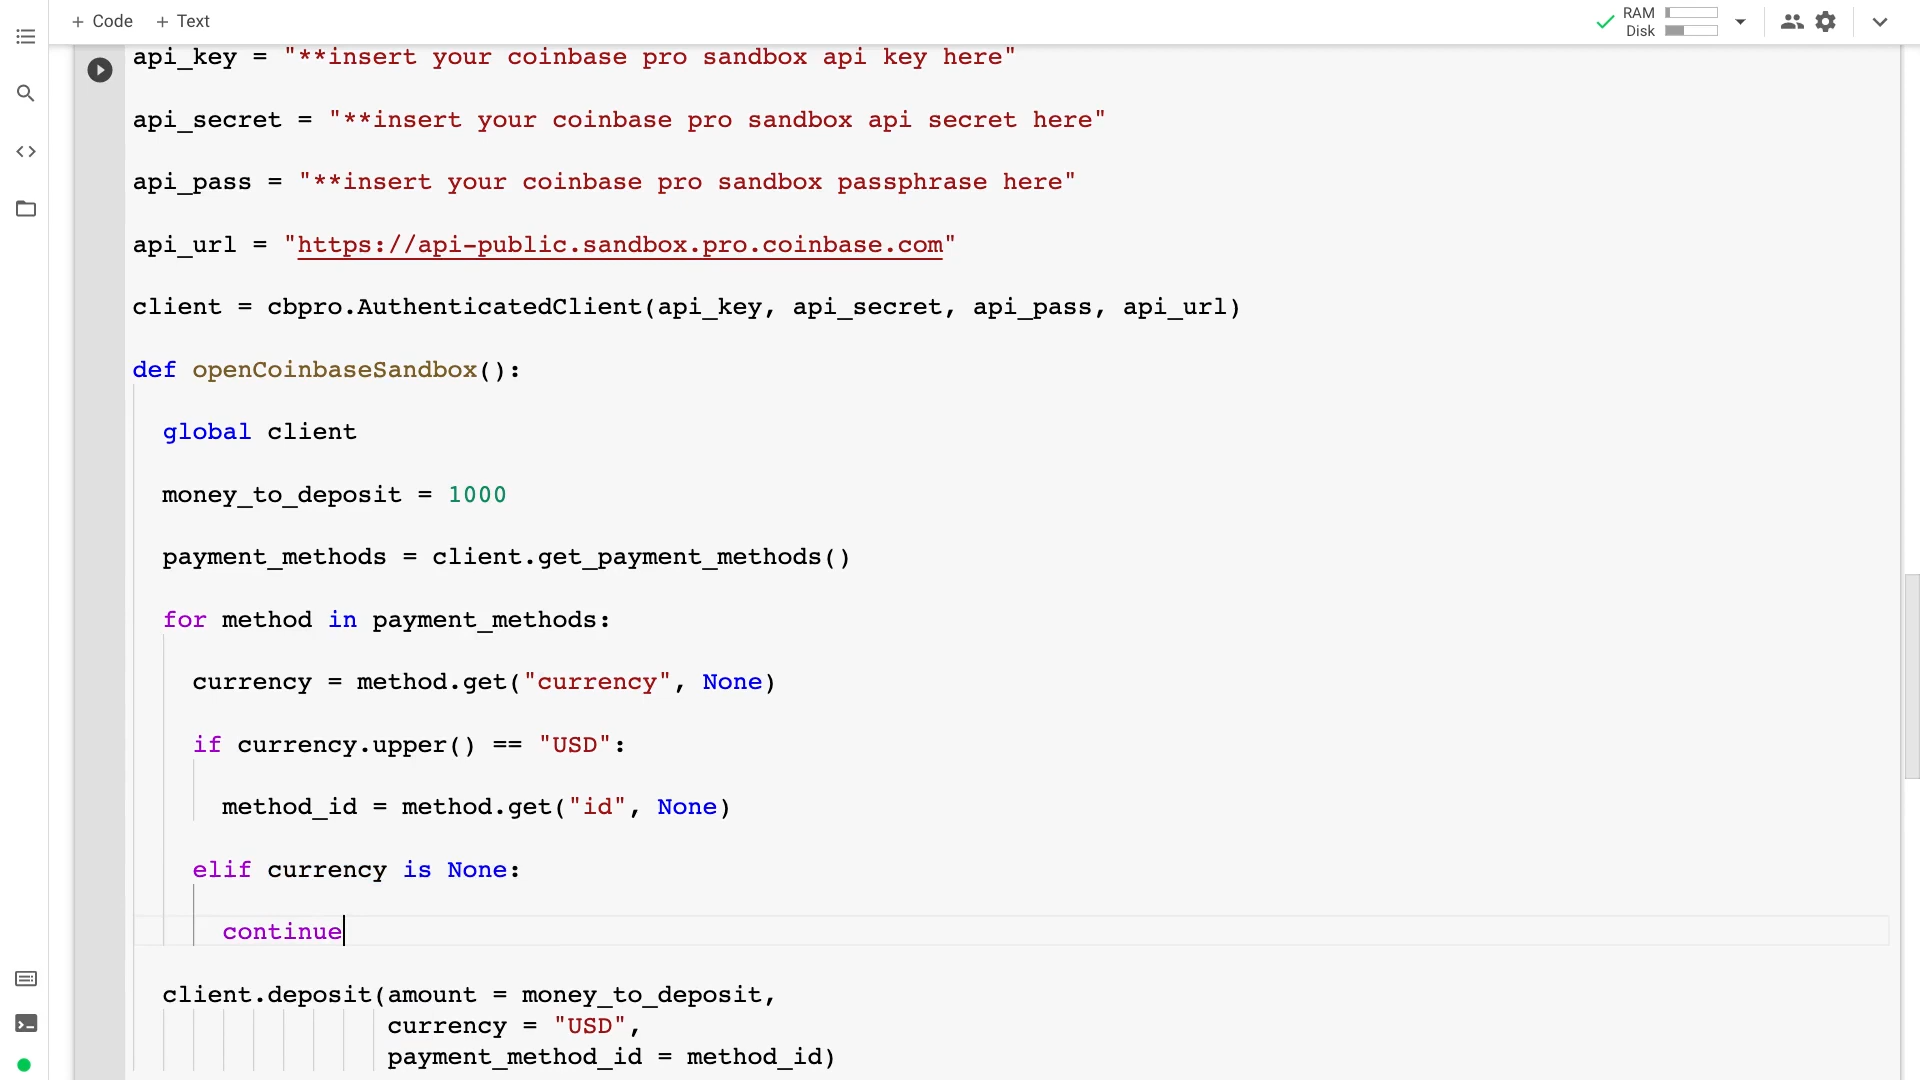 + Code + Text
RAM
Disk
api_key = "**insert your coinbase pro sandbox api key here"
api_secret = "**insert your coinbase pro sandbox api secret here"
api_pass = "**insert your coinbase pro sandbox passphrase here"
api_url = "https://api-public.sandbox.pro.coinbase.com"
client = cbpro.AuthenticatedClient(api_key, api_secret, api_pass, api_url)
def openCoinbaseSandbox():
  global client
  money_to_deposit = 1000
  payment_methods = client.get_payment_methods()
  for method in payment_methods:
    currency = method.get("currency", None)
    if currency.upper() == "USD":
      method_id = method.get("id", None)
    elif currency is None:
      continue
  client.deposit(amount = money_to_deposit,
                 currency = "USD",
                 payment_method_id = method_id)